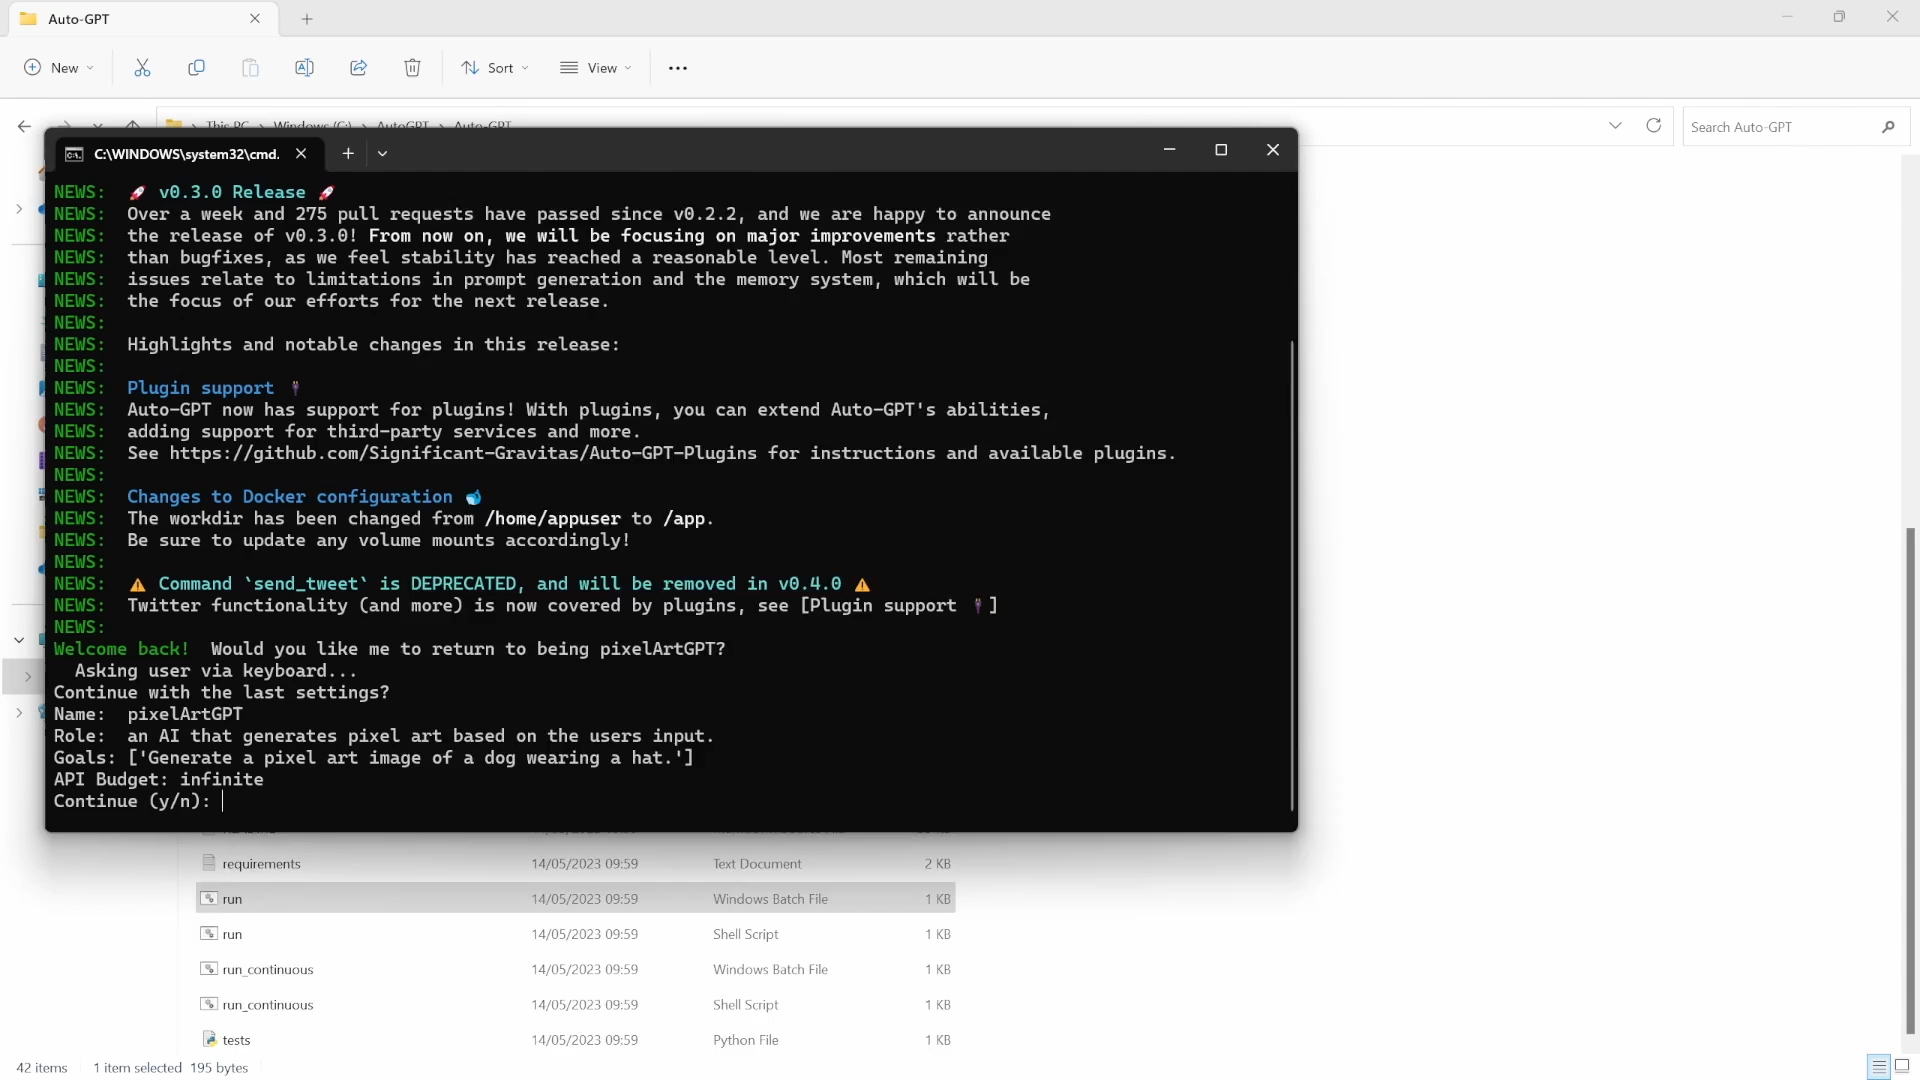 Auto-GPT
New
Sort
View
This PC > Windows (C:) > AutoGPT > Auto-GPT
Search Auto-GPT
C:\WINDOWS\system32\cmd.
NEWS: 🚀 v0.3.0 Release 🚀
NEWS: Over a week and 275 pull requests have passed since v0.2.2, and we are happy to announce
NEWS: the release of v0.3.0! From now on, we will be focusing on major improvements rather
NEWS: than bugfixes, as we feel stability has reached a reasonable level. Most remaining
NEWS: issues relate to limitations in prompt generation and the memory system, which will be
NEWS: the focus of our efforts for the next release.
NEWS:
NEWS: Highlights and notable changes in this release:
NEWS:
NEWS: Plugin support 🔌
NEWS: Auto-GPT now has support for plugins! With plugins, you can extend Auto-GPT's abilities,
NEWS: adding support for third-party services and more.
NEWS: See https://github.com/Significant-Gravitas/Auto-GPT-Plugins for instructions and available plugins.
NEWS:
NEWS: Changes to Docker configuration 🐋
NEWS: The workdir has been changed from /home/appuser to /app.
NEWS: Be sure to update any volume mounts accordingly!
NEWS:
NEWS: ⚠ Command `send_tweet` is DEPRECATED, and will be removed in v0.4.0 ⚠
NEWS: Twitter functionality (and more) is now covered by plugins, see [Plugin support 🔌]
NEWS:
Welcome back! Would you like me to return to being pixelArtGPT?
Asking user via keyboard...
Continue with the last settings?
Name: pixelArtGPT
Role: an AI that generates pixel art based on the users input.
Goals: ['Generate a pixel art image of a dog wearing a hat.']
API Budget: infinite
Continue (y/n):
requirements 14/05/2023 09:59 Text Document 2 KB
run 14/05/2023 09:59 Windows Batch File 1 KB
run 14/05/2023 09:59 Shell Script 1 KB
run_continuous 14/05/2023 09:59 Windows Batch File 1 KB
run_continuous 14/05/2023 09:59 Shell Script 1 KB
tests 14/05/2023 09:59 Python File 1 KB
42 items 1 item selected 195 bytes